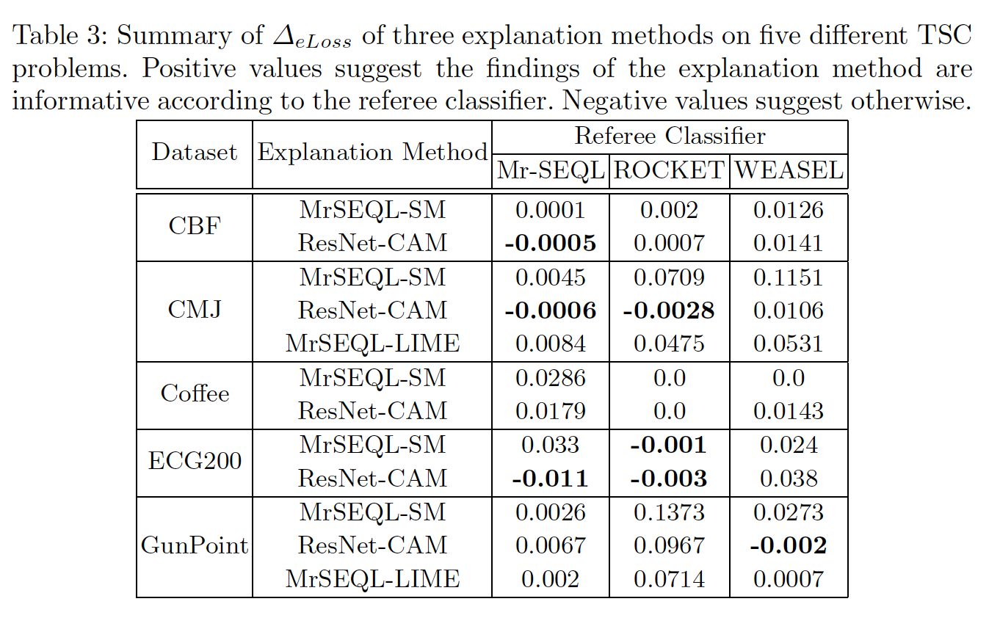 Table 3: Summary of Δ_eLoss of three explanation methods on five different TSC
problems. Positive values suggest the findings of the explanation method are
informative according to the referee classifier. Negative values suggest otherwise.
Dataset Explanation Method Referee Classifier
Mr-SEQL ROCKET WEASEL
CBF
MrSEQL-SM 0.0001 0.002 0.0126
ResNet-CAM -0.0005 0.0007 0.0141
CMJ
MrSEQL-SM 0.0045 0.0709 0.1151
ResNet-CAM -0.0006 -0.0028 0.0106
MrSEQL-LIME 0.0084 0.0475 0.0531
Coffee
MrSEQL-SM 0.0286 0.0 0.0
ResNet-CAM 0.0179 0.0 0.0143
ECG200
MrSEQL-SM 0.033 -0.001 0.024
ResNet-CAM -0.011 -0.003 0.038
GunPoint
MrSEQL-SM 0.0026 0.1373 0.0273
ResNet-CAM 0.0067 0.0967 -0.002
MrSEQL-LIME 0.002 0.0714 0.0007